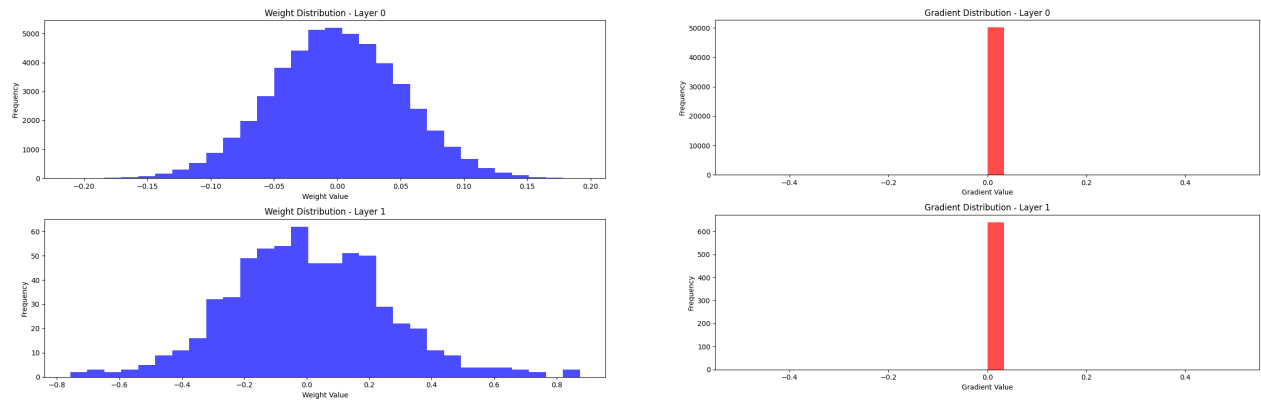 Weight Distribution - Layer 0
Frequency
5000
4000
3000
2000
1000
0
−0.20 −0.15 −0.10 −0.05 0.00 0.05 0.10 0.15 0.20
Weight Value
Gradient Distribution - Layer 0
Frequency
50000
40000
30000
20000
10000
0
−0.4 −0.2 0.0 0.2 0.4
Gradient Value
Weight Distribution - Layer 1
Frequency
60
50
40
30
20
10
0
−0.8 −0.6 −0.4 −0.2 0.0 0.2 0.4 0.6 0.8
Weight Value
Gradient Distribution - Layer 1
Frequency
600
500
400
300
200
100
0
−0.4 −0.2 0.0 0.2 0.4
Gradient Value